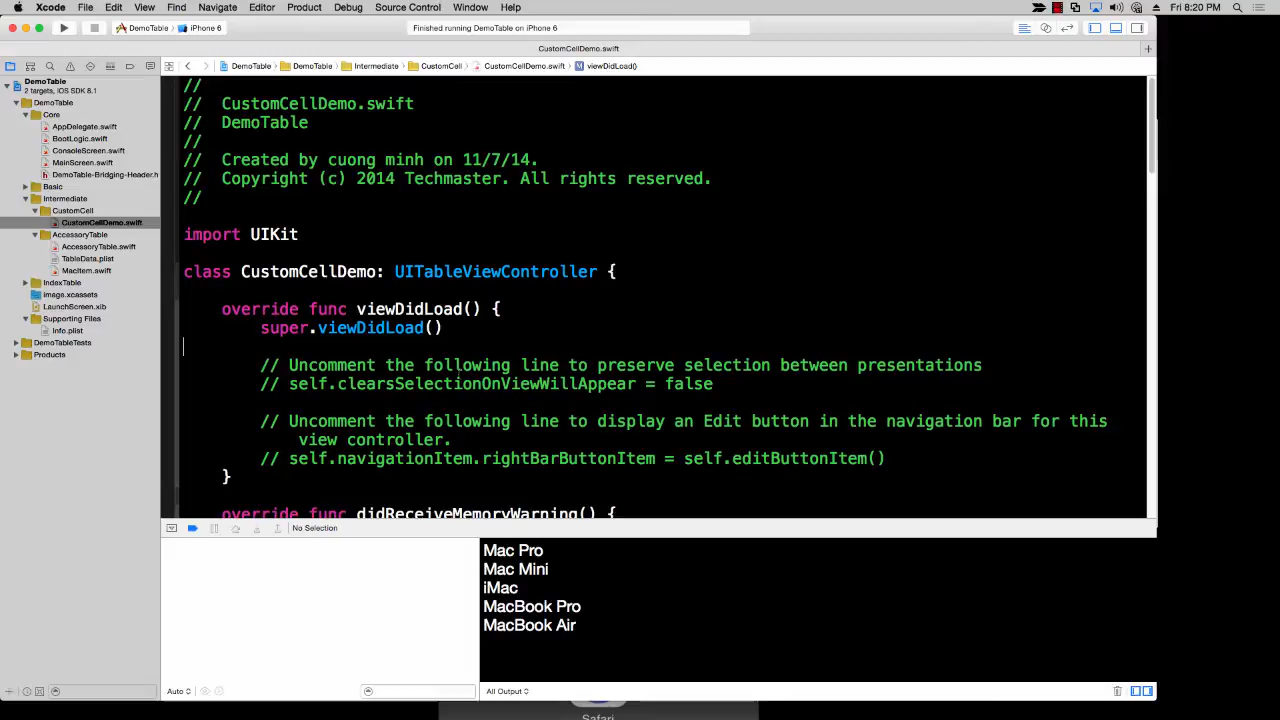 Xcode File Edit View Find Navigate Editor Product Debug Source Control Window Help Fri 8:20 PM
DemoTable iPhone 6 Finished running DemoTable on iPhone 6
CustomCellDemo.swift
DemoTable DemoTable Intermediate CustomCell CustomCellDemo.swift M viewDidLoad()
DemoTable
2 targets, iOS SDK 8.1
DemoTable
Core
AppDelegate.swift
BootLogic.swift
ConsoleScreen.swift
MainScreen.swift
DemoTable-Bridging-Header.h
Basic
Intermediate
CustomCell
CustomCellDemo.swift
AccessoryTable
AccessoryTable.swift
TableData.plist
MacItem.swift
IndexTable
image.xcassets
LaunchScreen.xib
Supporting Files
Info.plist
DemoTableTests
Products
//
// CustomCellDemo.swift
// DemoTable
//
// Created by cuong minh on 11/7/14.
// Copyright (c) 2014 Techmaster. All rights reserved.
//
import UIKit
class CustomCellDemo: UITableViewController {
override func viewDidLoad() {
super.viewDidLoad()
// Uncomment the following line to preserve selection between presentations
// self.clearsSelectionOnViewWillAppear = false
// Uncomment the following line to display an Edit button in the navigation bar for this
view controller.
// self.navigationItem.rightBarButtonItem = self.editButtonItem()
}
override func didReceiveMemoryWarning() {
No Selection
Mac Pro
Mac Mini
iMac
MacBook Pro
MacBook Air
Auto
All Output
Safari